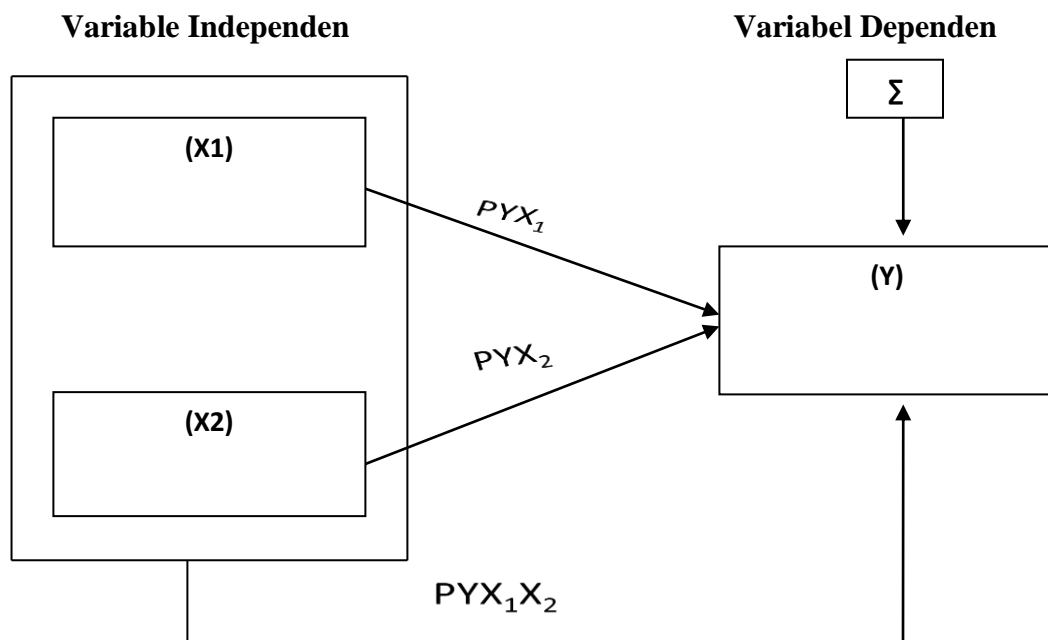 Variable Independen
Variabel Dependen
Σ
(X1)
PYX₁
(Y)
PYX₂
(X2)
PYX₁X₂